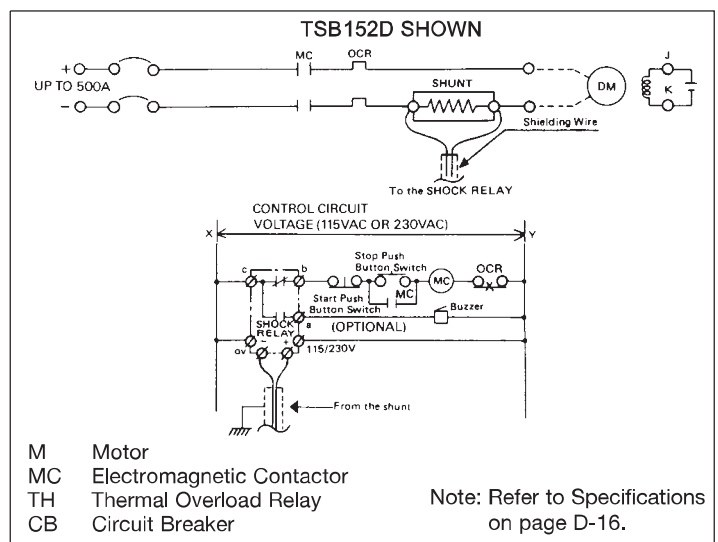 TSB152D SHOWN
MC OCR
+
UP TO 500A
-
SHUNT
DM
J
K
Shielding Wire
To the SHOCK RELAY
CONTROL CIRCUIT
VOLTAGE (115VAC OR 230VAC)
X
Y
Stop Push
Button Switch
c
b
MC
OCR
MC
Start Push
Button Switch
Buzzer
SHOCK
RELAY
a
(OPTIONAL)
- +
ov
115/230V
From the shunt
M Motor
MC Electromagnetic Contactor
TH Thermal Overload Relay
CB Circuit Breaker
Note: Refer to Specifications
on page D-16.